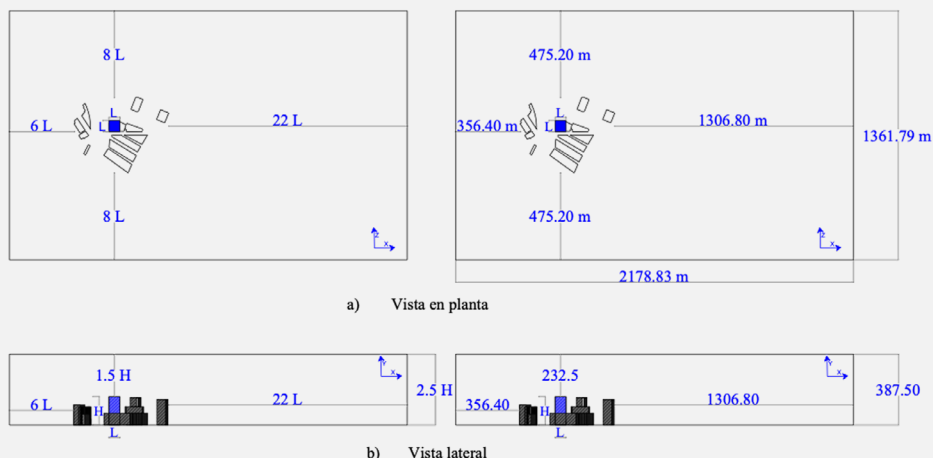 8 L
475.20 m
L
L
6 L
22 L
L
L
356.40 m
1306.80 m
1361.79 m
8 L
475.20 m
Z
X
Z
X
2178.83 m
a) Vista en planta
1.5 H
Y
X
2.5 H
6 L
H
22 L
L
232.5
Y
X
387.50
356.40
H
1306.80
L
b) Vista lateral